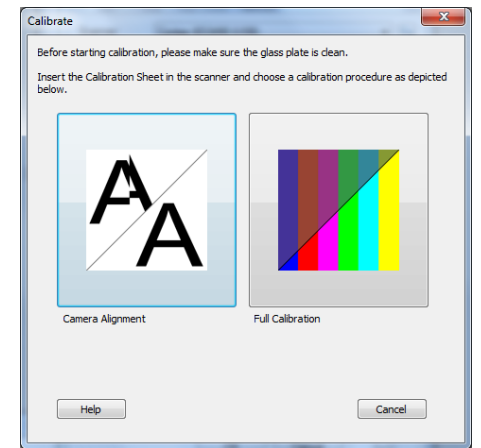 Calibrate
Before starting calibration, please make sure the glass plate is clean.
Insert the Calibration Sheet in the scanner and choose a calibration procedure as depicted
below.
A
A
Camera Alignment
Full Calibration
Help
Cancel